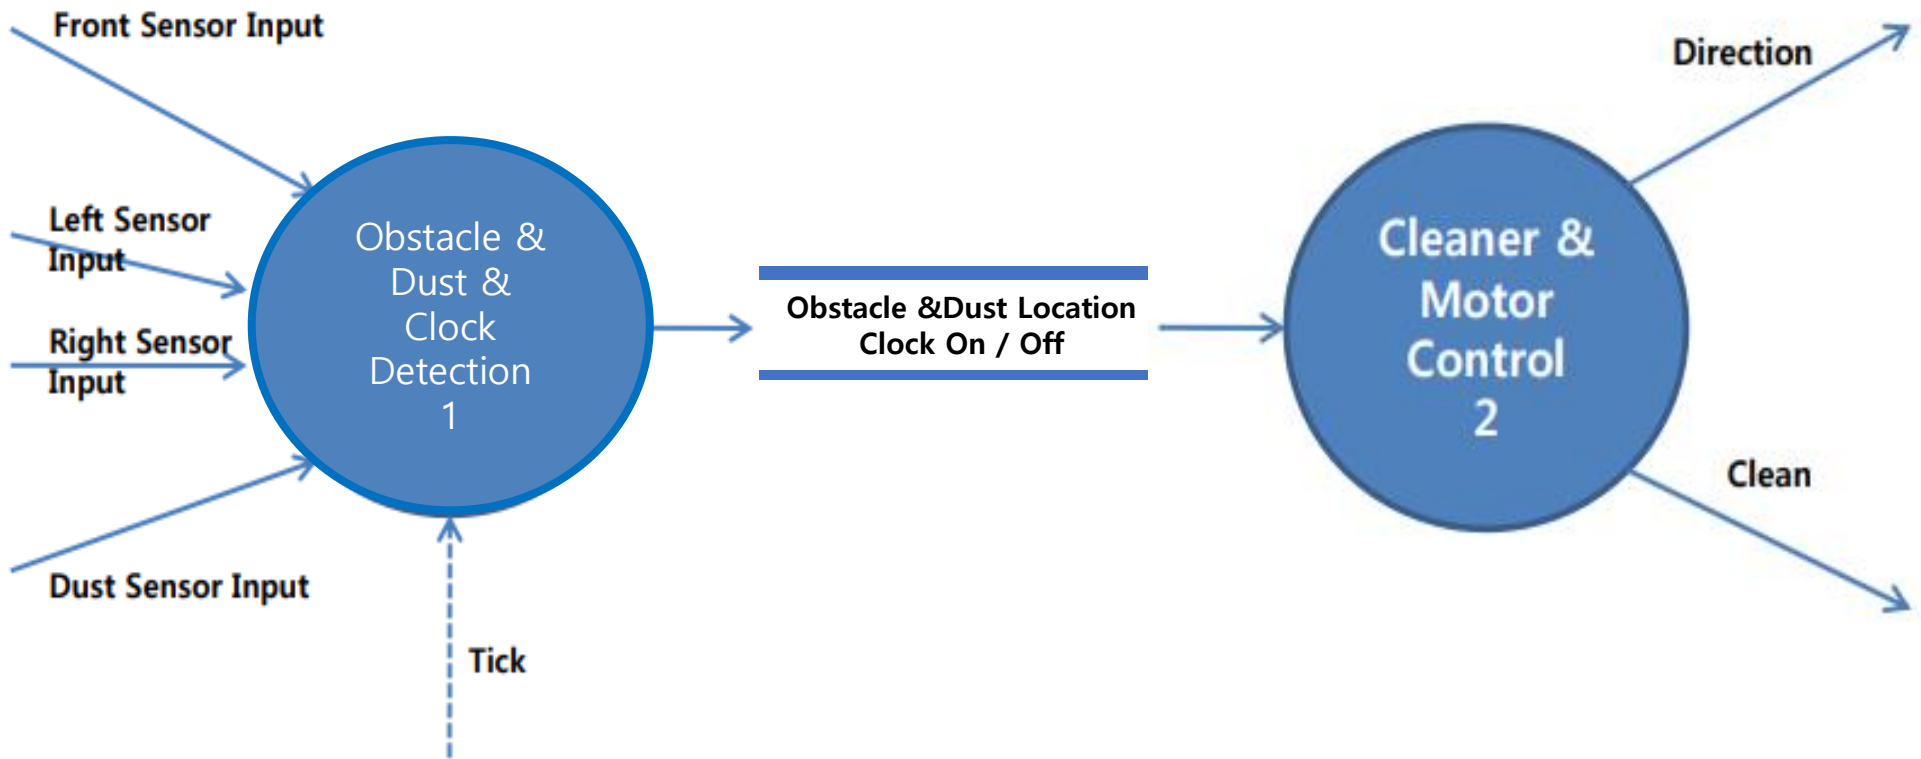 Front Sensor Input
Left Sensor
Input
Right Sensor
Input
Dust Sensor Input
Tick
Obstacle &
Dust &
Clock
Detection
1
Obstacle &Dust Location
Clock On / Off
Cleaner &
Motor
Control
2
Direction
Clean